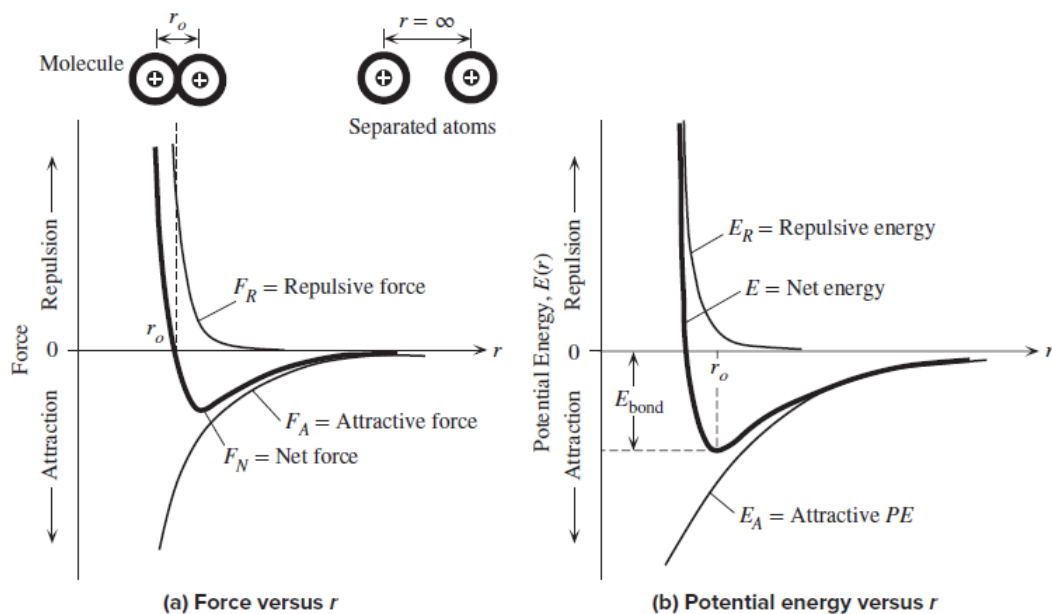 r_o
r = ∞
Molecule
+ +
+ +
Separated atoms
Force
Attraction
Repulsion
0
r_o
r
F_R = Repulsive force
F_A = Attractive force
F_N = Net force
(a) Force versus r
Potential Energy, E(r)
Attraction
Repulsion
0
r_o
r
E_R = Repulsive energy
E = Net energy
E_bond
E_A = Attractive PE
(b) Potential energy versus r